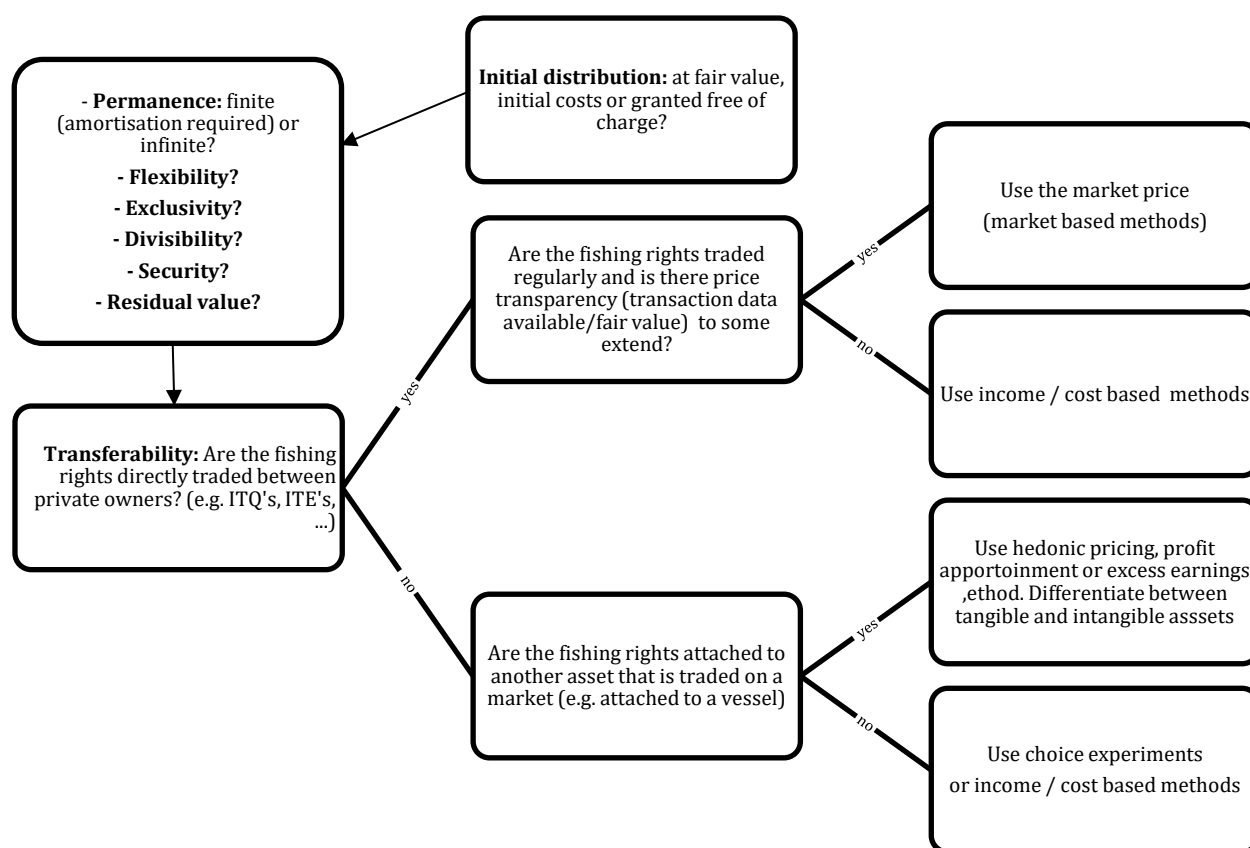 Initial distribution: at fair value,
initial costs or granted free of
charge?
- Permanence: finite
(amortisation required) or
infinite?
- Flexibility?
- Exclusivity?
- Divisibility?
- Security?
- Residual value?
Transferability: Are the fishing
rights directly traded between
private owners? (e.g. ITQ's, ITE's,
...)
yes
no
Are the fishing rights traded
regularly and is there price
transparency (transaction data
available/fair value) to some
extend?
yes
no
Use the market price
(market based methods)
Use income / cost based methods
Are the fishing rights attached to
another asset that is traded on a
market (e.g. attached to a vessel)
yes
no
Use hedonic pricing, profit
apportoinment or excess earnings
,ethod. Differentiate between
tangible and intangible asssets
Use choice experiments
or income / cost based methods